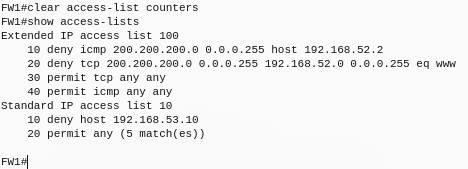 FW1#clear access-list counters
FW1#show access-lists
Extended IP access list 100
    10 deny icmp 200.200.200.0 0.0.0.255 host 192.168.52.2
    20 deny tcp 200.200.200.0 0.0.0.255 192.168.52.0 0.0.0.255 eq www
    30 permit tcp any any
    40 permit icmp any any
Standard IP access list 10
    10 deny host 192.168.53.10
    20 permit any (5 match(es))
FW1#